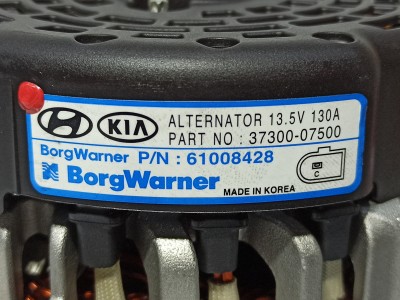 KIA ALTERNATOR 13.5V 130A
PART NO : 37300-07500
BorgWarner P/N : 61008428
BorgWarner
C
MADE IN KOREA